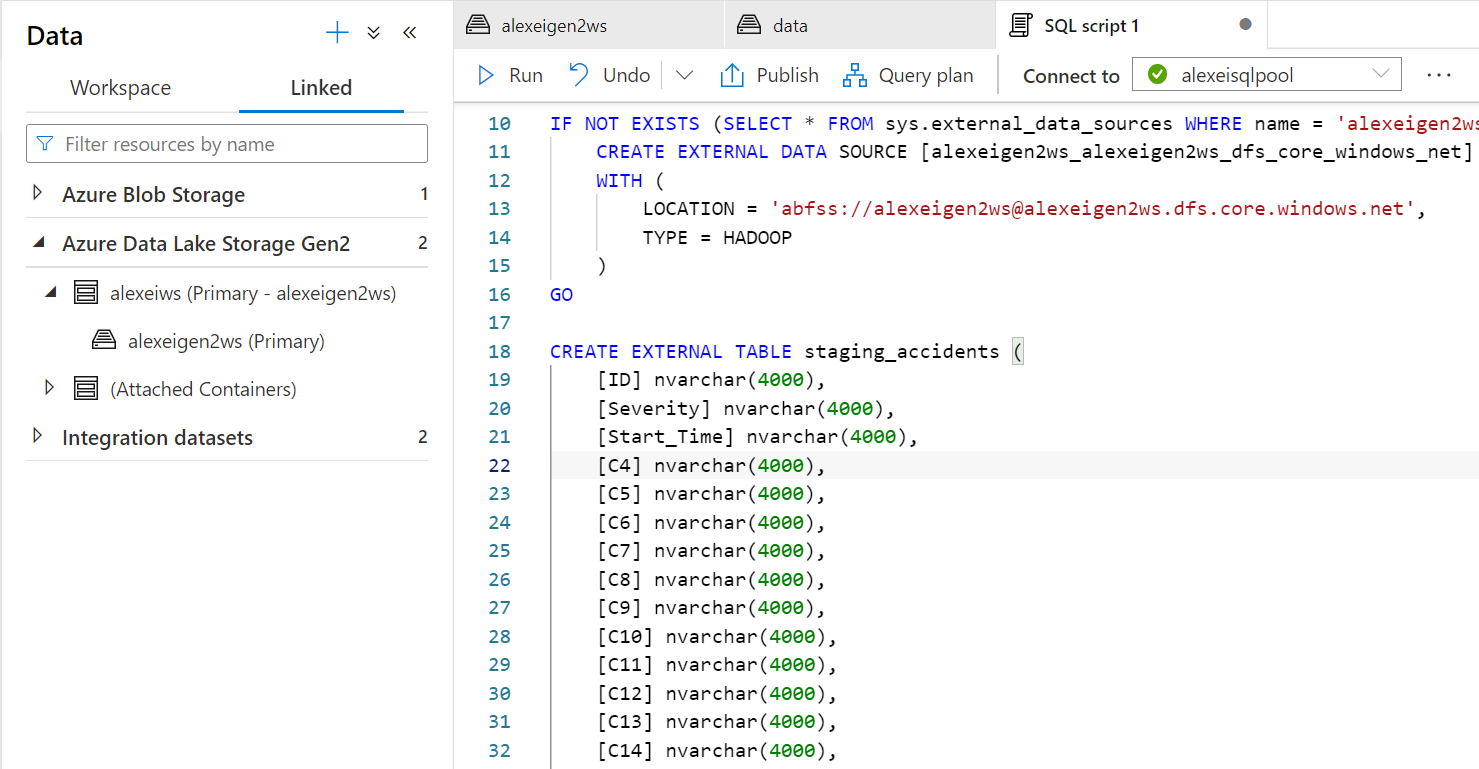 Data
Workspace
Linked
Filter resources by name
Azure Blob Storage 1
Azure Data Lake Storage Gen2 2
alexeiws (Primary - alexeigen2ws)
alexeigen2ws (Primary)
(Attached Containers)
Integration datasets 2
alexeigen2ws
data
SQL script 1
Run
Undo
Publish
Query plan
Connect to
alexeisqlpool
10 IF NOT EXISTS (SELECT * FROM sys.external_data_sources WHERE name = 'alexeigen2ws
11 CREATE EXTERNAL DATA SOURCE [alexeigen2ws_alexeigen2ws_dfs_core_windows_net]
12 WITH (
13 LOCATION = 'abfss://alexeigen2ws@alexeigen2ws.dfs.core.windows.net',
14 TYPE = HADOOP
15 )
16 GO
17
18 CREATE EXTERNAL TABLE staging_accidents (
19 [ID] nvarchar(4000),
20 [Severity] nvarchar(4000),
21 [Start_Time] nvarchar(4000),
22 [C4] nvarchar(4000),
23 [C5] nvarchar(4000),
24 [C6] nvarchar(4000),
25 [C7] nvarchar(4000),
26 [C8] nvarchar(4000),
27 [C9] nvarchar(4000),
28 [C10] nvarchar(4000),
29 [C11] nvarchar(4000),
30 [C12] nvarchar(4000),
31 [C13] nvarchar(4000),
32 [C14] nvarchar(4000),